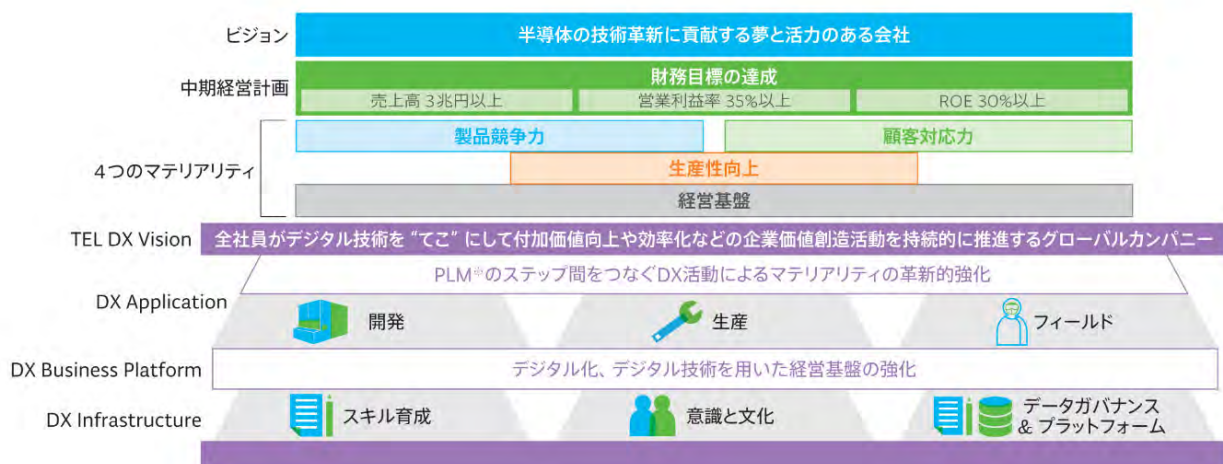 ビジョン
半導体の技術革新に貢献する夢と活力のある会社
中期経営計画
財務目標の達成
売上高 3兆円以上
営業利益率 35%以上
ROE 30%以上
4つのマテリアリティ
製品競争力
顧客対応力
生産性向上
経営基盤
TEL DX Vision
全社員がデジタル技術を “てこ” にして付加価値向上や効率化などの企業価値創造活動を持続的に推進するグローバルカンパニー
DX Application
PLM※のステップ間をつなぐDX活動によるマテリアリティの革新的強化
開発
生産
フィールド
DX Business Platform
デジタル化、デジタル技術を用いた経営基盤の強化
DX Infrastructure
スキル育成
意識と文化
データガバナンス
& プラットフォーム